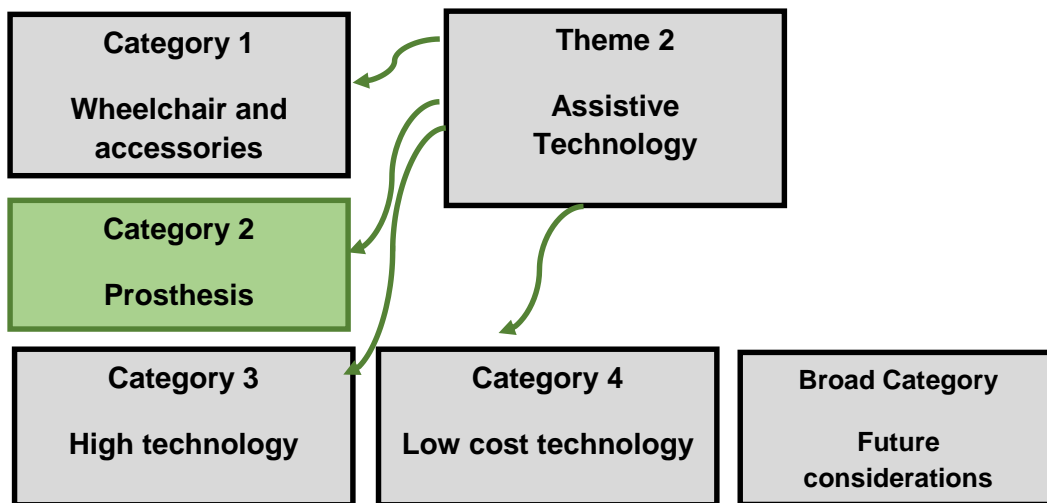 Category 1
Wheelchair and
accessories
Theme 2
Assistive
Technology
Category 2
Prosthesis
Category 3
High technology
Category 4
Low cost technology
Broad Category
Future
considerations